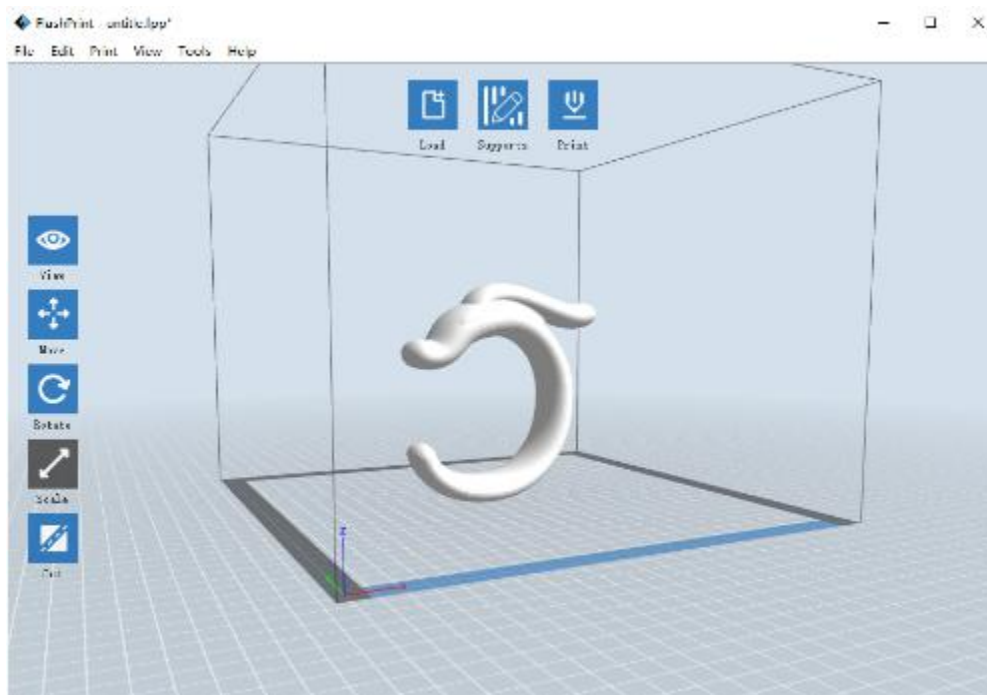 FlashPrint - untitle.fpp*
File Edit Print View Tools Help
Load Supports Print
View
Move
Rotate
Scale
Cut
Z